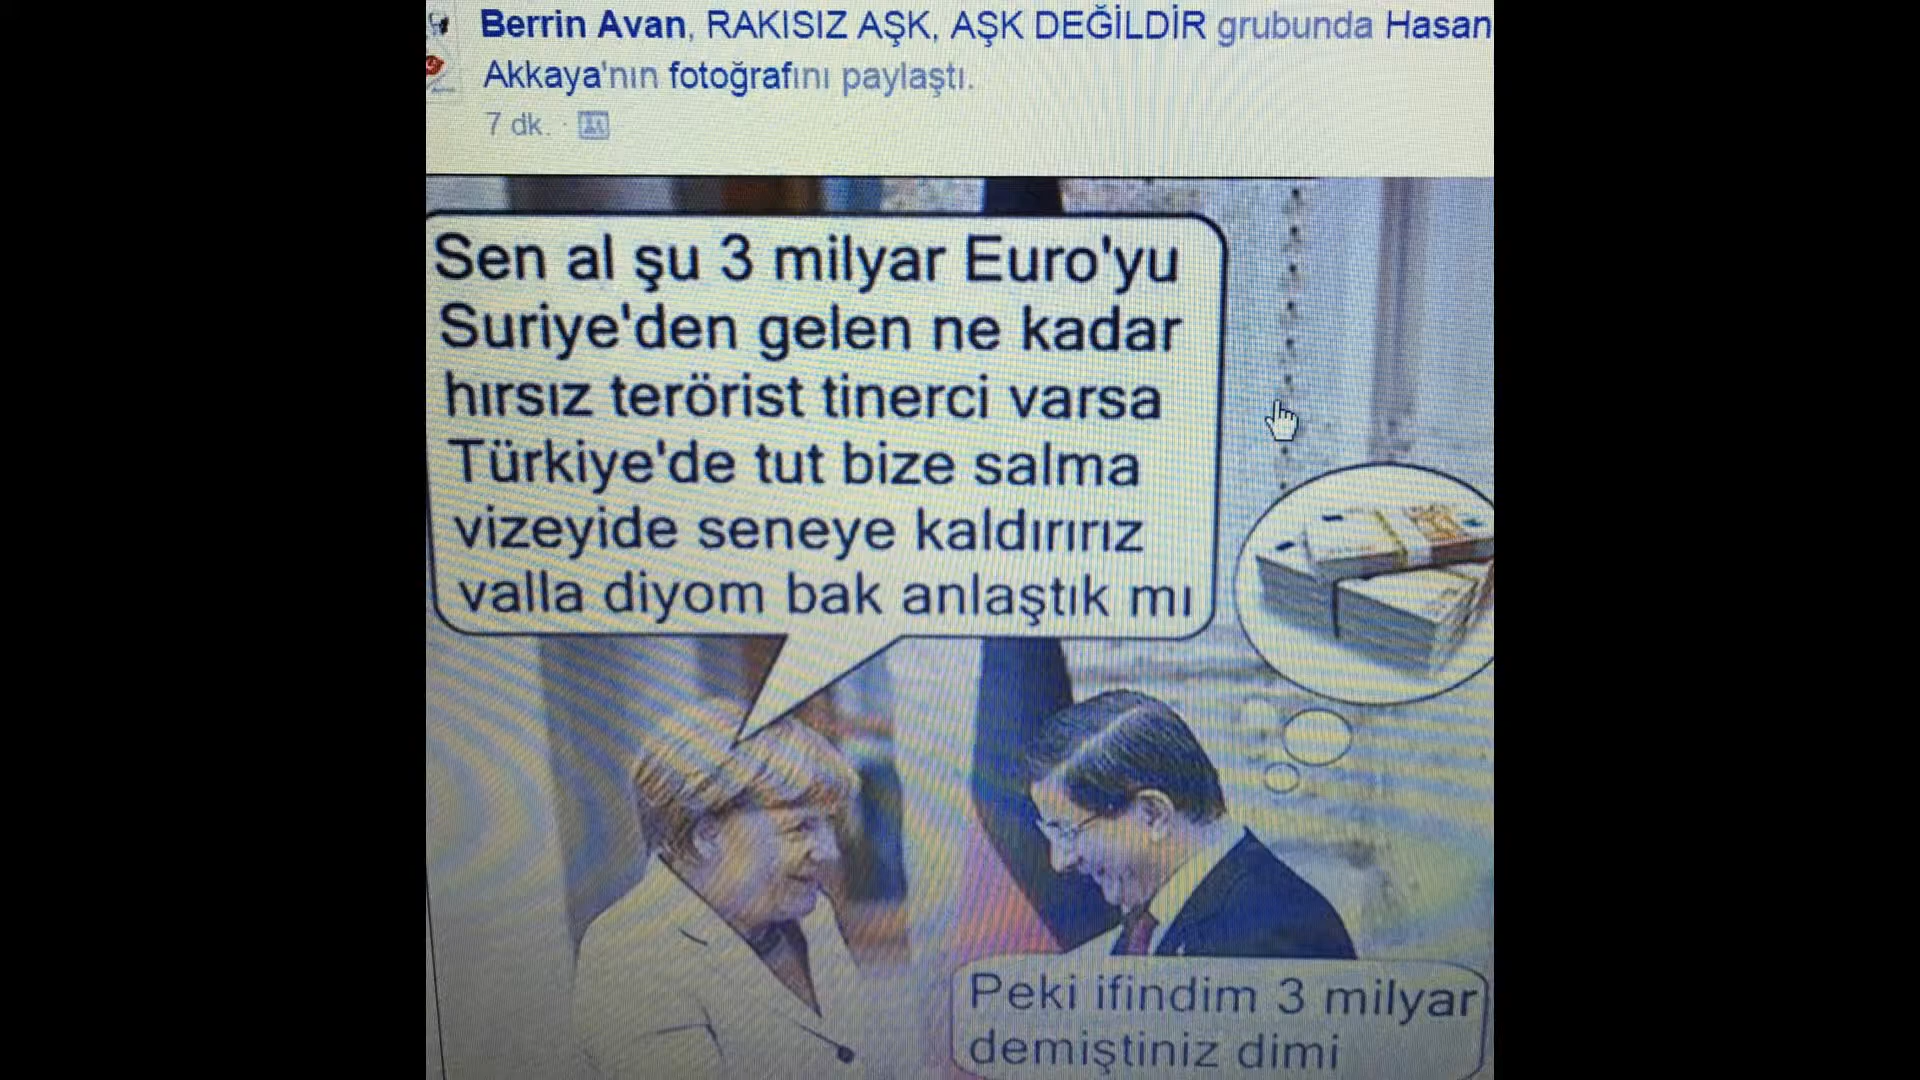 Berrin Avan, RAKISIZ AŞK, AŞK DEĞİLDİR grubunda Hasan
Akkaya'nın fotoğrafını paylaştı.
7 dk.
Sen al şu 3 milyar Euro'yu
Suriye'den gelen ne kadar
hırsız terörist tinerci varsa
Türkiye'de tut bize salma
vizeyide seneye kaldırırız
valla diyom bak anlaştık mı
Peki ifindim 3 milyar
demiştiniz dimi